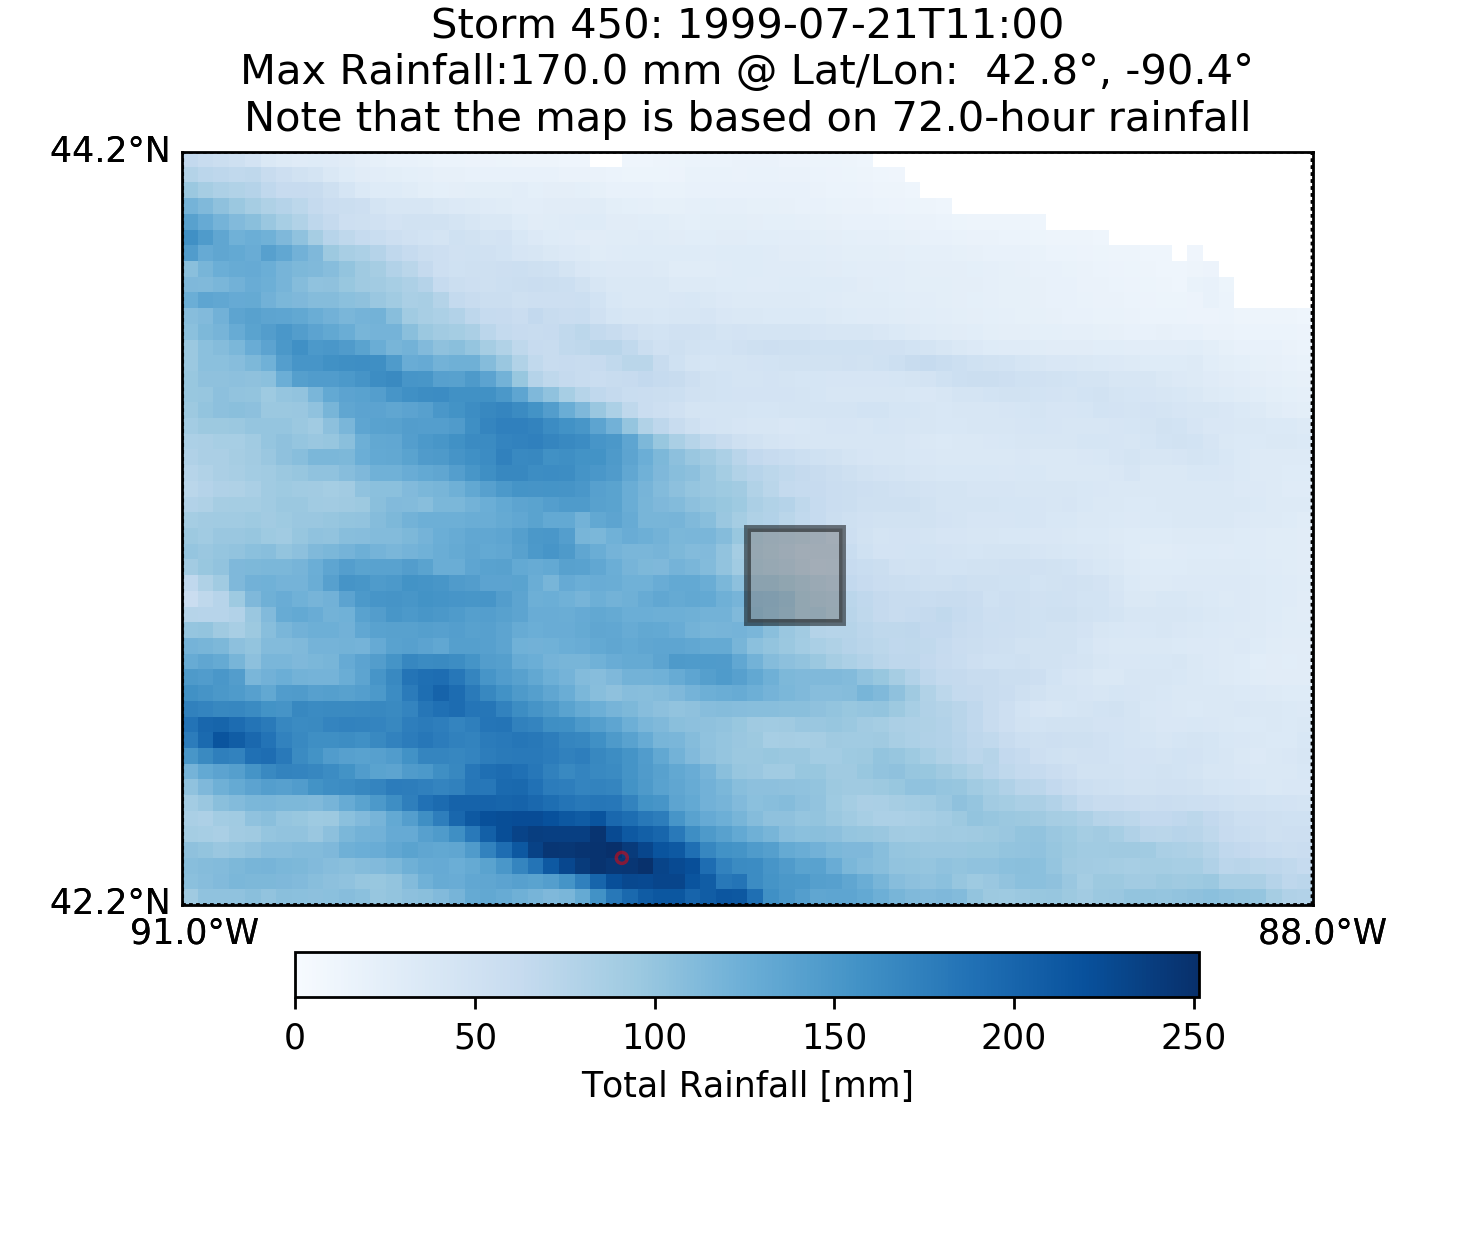 Storm 450: 1999-07-21T11:00
Max Rainfall:170.0 mm @ Lat/Lon:  42.8°, -90.4°
Note that the map is based on 72.0-hour rainfall
44.2°N
42.2°N
91.0°W 88.0°W
0 50 100 150 200 250
Total Rainfall [mm]